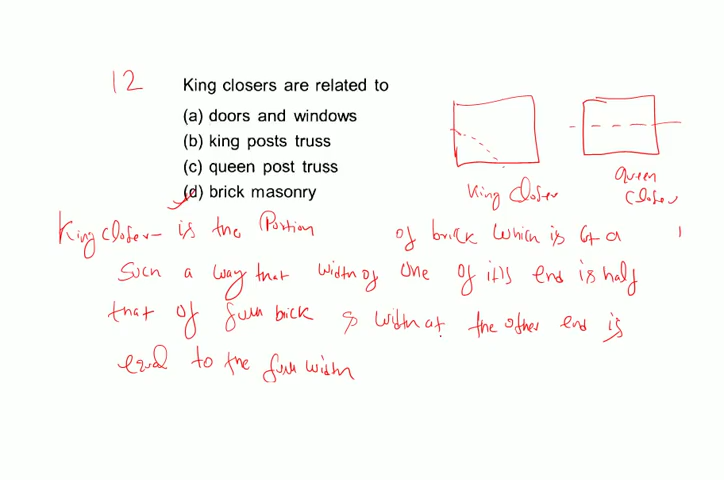 12 King closers are related to
(a) doors and windows
(b) king posts truss
(c) queen post truss
(d) brick masonry
King Closer
Queen
Closer
King closer - is the Portion of brick which is
Such a way that width of one of it's end is half
that of full brick & width at the other end is
equal to the full width